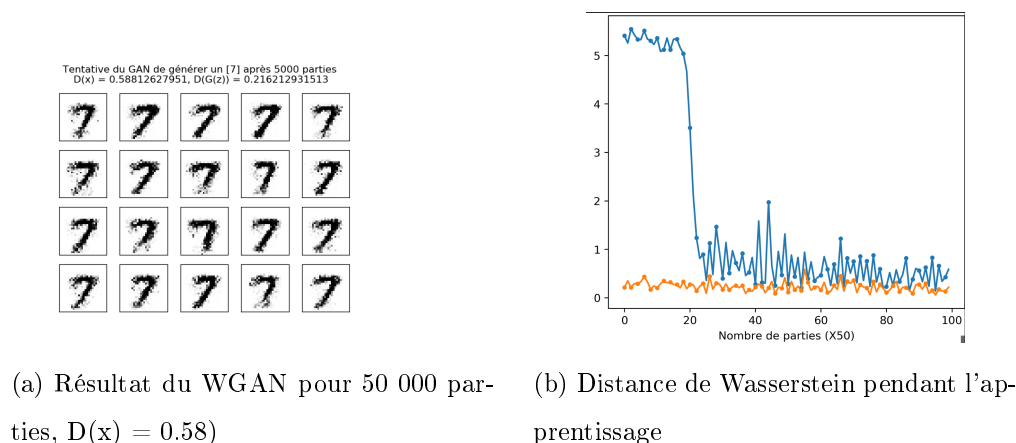 Tentative du GAN de générer un [7] après 5000 parties
D(x) = 0.58812627951, D(G(z)) = 0.216212931513
5
4
3
2
1
0
0 20 40 60 80 100
Nombre de parties (X50)
(a) Résultat du WGAN pour 50 000 par-
ties, D(x) = 0.58)
(b) Distance de Wasserstein pendant l'ap-
prentissage